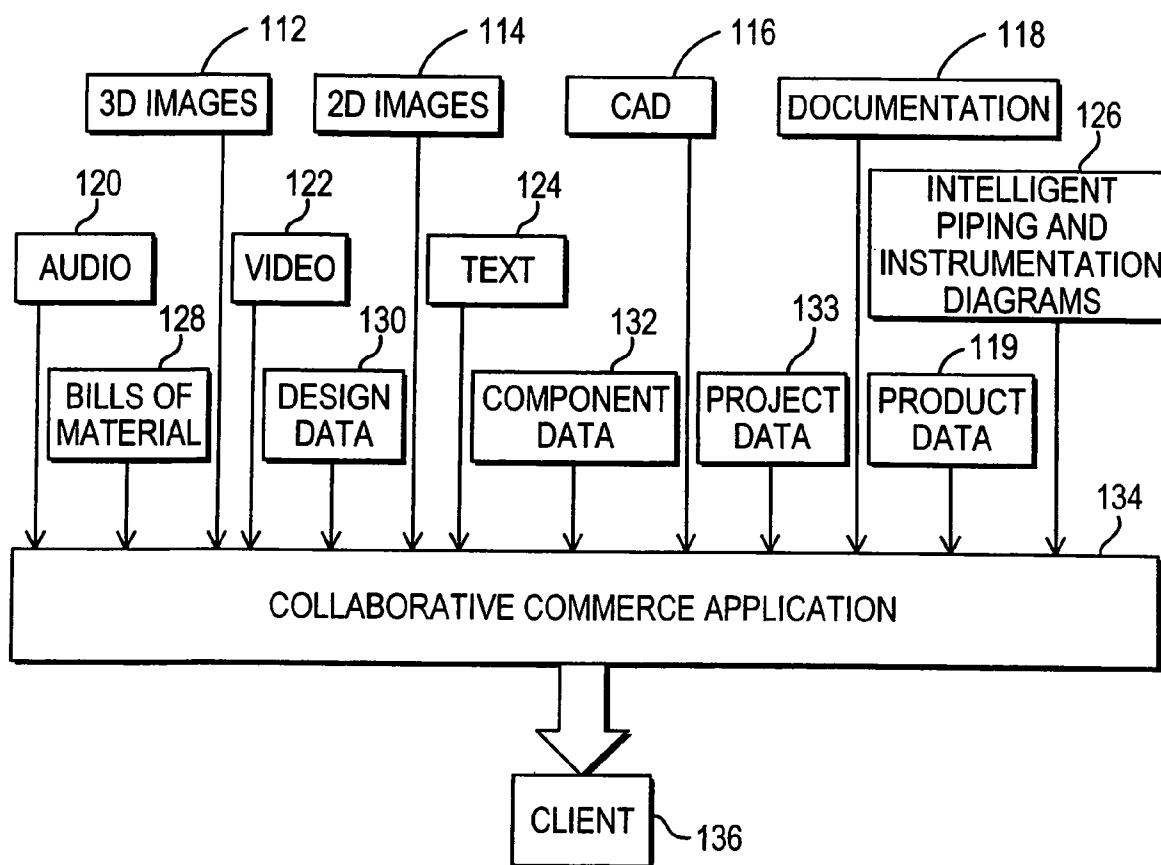 112
114
116
118
3D IMAGES
2D IMAGES
CAD
DOCUMENTATION
126
120
122
124
INTELLIGENT
PIPING AND
INSTRUMENTATION
DIAGRAMS
AUDIO
VIDEO
TEXT
128
130
132
133
119
BILLS OF
MATERIAL
DESIGN
DATA
COMPONENT
DATA
PROJECT
DATA
PRODUCT
DATA
134
COLLABORATIVE COMMERCE APPLICATION
CLIENT
136